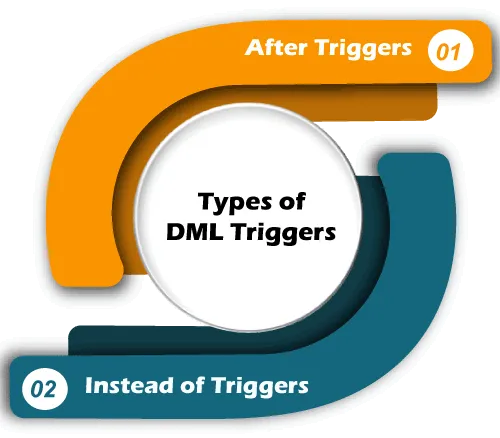 After Triggers 01
Types of
DML Triggers
02 Instead of Triggers